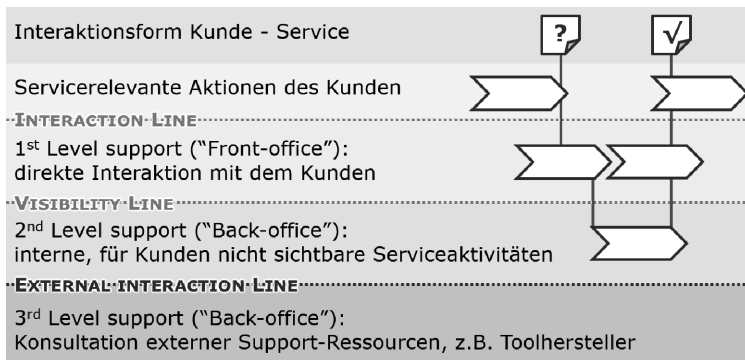 Interaktionsform Kunde - Service
? √
Servicerelevante Aktionen des Kunden
INTERACTION LINE
1st Level support ("Front-office"):
direkte Interaktion mit dem Kunden
VISIBILITY LINE
2nd Level support ("Back-office"):
interne, für Kunden nicht sichtbare Serviceaktivitäten
EXTERNAL INTERACTION LINE
3rd Level support ("Back-office"):
Konsultation externer Support-Ressourcen, z.B. Toolhersteller